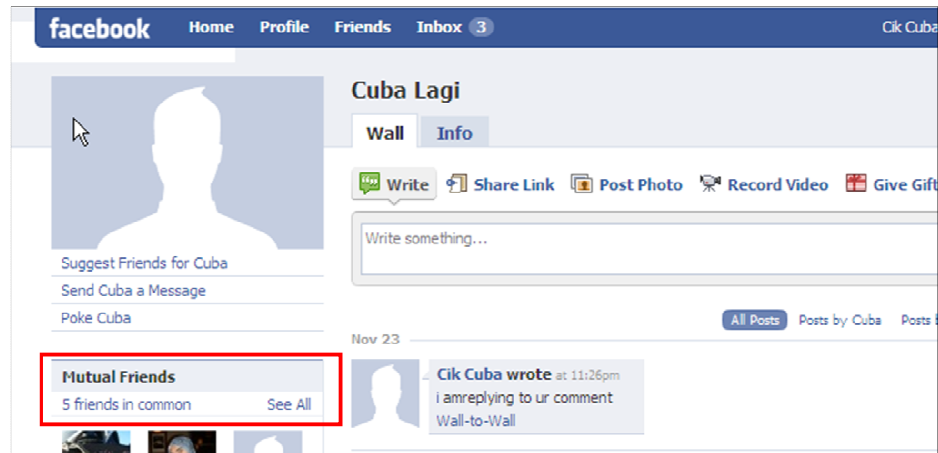 facebook Home Profile Friends Inbox 3 Cik Cuba
Cuba Lagi
Wall Info
Write Share Link Post Photo Record Video Give Gift
Write something...
Suggest Friends for Cuba
Send Cuba a Message
Poke Cuba
All Posts Posts by Cuba Posts
Nov 23
Mutual Friends
5 friends in common See All
Cik Cuba wrote at 11:26pm
i amreplying to ur comment
Wall-to-Wall